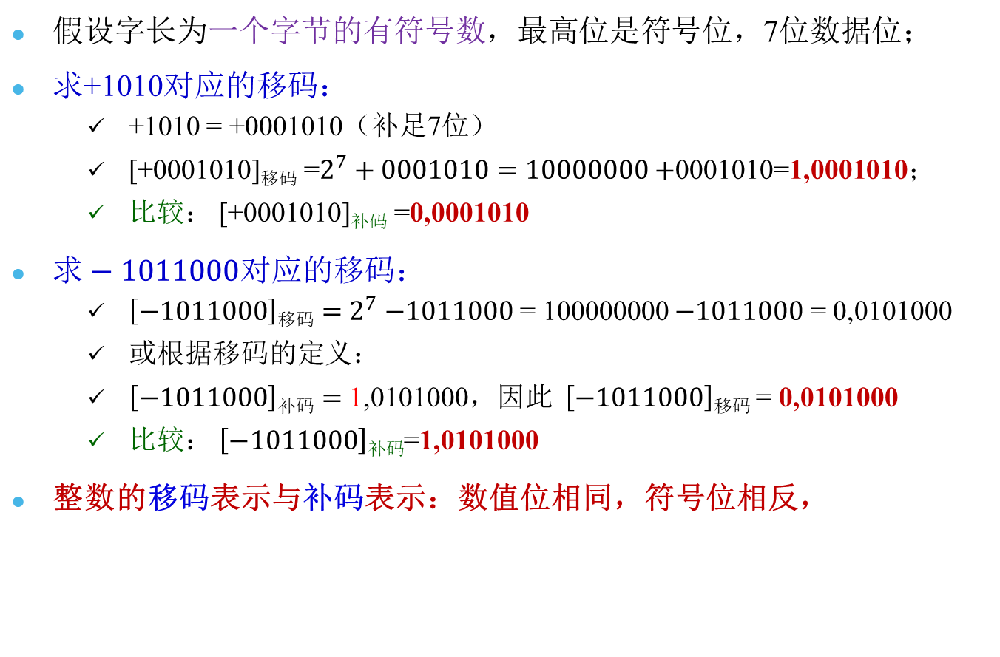 假设字长为一个字节的有符号数，最高位是符号位，7位数据位；
求+1010对应的移码：
+1010 = +0001010（补足7位）
[+0001010]移码 =2⁷ + 0001010 = 10000000 +0001010=1,0001010；
比较： [+0001010]补码 =0,0001010
求 − 1011000对应的移码：
[−1011000]移码 = 2⁷ −1011000 = 100000000 −1011000 = 0,0101000
或根据移码的定义：
[−1011000]补码 = 1,0101000，因此 [−1011000]移码 = 0,0101000
比较： [−1011000]补码=1,0101000
整数的移码表示与补码表示：数值位相同，符号位相反，